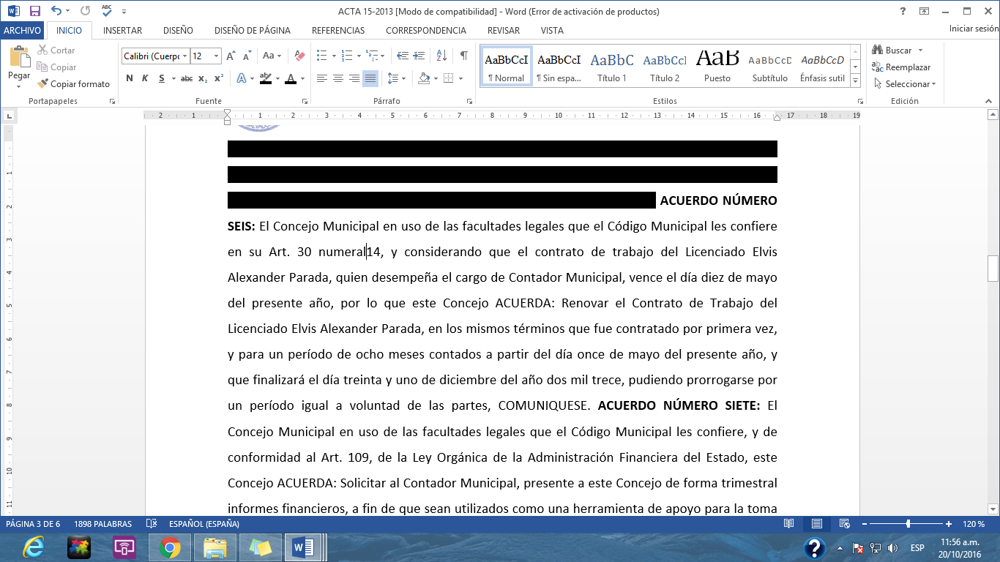 ACTA 15-2013 [Modo de compatibilidad] - Word (Error de activación de productos)
ARCHIVO INICIO INSERTAR DISEÑO DISEÑO DE PÁGINA REFERENCIAS CORRESPONDENCIA REVISAR VISTA Iniciar sesión
Pegar
Cortar
Copiar
Copiar formato
Portapapeles
Calibri (Cuerpo 12
N K S abc x₂ x²
Fuente
Párrafo
AaBbCcI AaBbCcI AaBbC AaBbCcI AaB AaBbCcD AaBbCcD
¶ Normal ¶ Sin espa... Título 1 Título 2 Puesto Subtítulo Énfasis sutil
Estilos
Buscar
Reemplazar
Seleccionar
Edición
2 1 1 2 3 4 5 6 7 8 9 10 11 12 13 14 15 16 17 18 19
ACUERDO NÚMERO
SEIS: El Concejo Municipal en uso de las facultades legales que el Código Municipal les confiere
en su Art. 30 numeral14, y considerando que el contrato de trabajo del Licenciado Elvis
Alexander Parada, quien desempeña el cargo de Contador Municipal, vence el día diez de mayo
del presente año, por lo que este Concejo ACUERDA: Renovar el Contrato de Trabajo del
Licenciado Elvis Alexander Parada, en los mismos términos que fue contratado por primera vez,
y para un período de ocho meses contados a partir del día once de mayo del presente año, y
que finalizará el día treinta y uno de diciembre del año dos mil trece, pudiendo prorrogarse por
un período igual a voluntad de las partes, COMUNIQUESE. ACUERDO NÚMERO SIETE: El
Concejo Municipal en uso de las facultades legales que el Código Municipal les confiere, y de
conformidad al Art. 109, de la Ley Orgánica de la Administración Financiera del Estado, este
Concejo ACUERDA: Solicitar al Contador Municipal, presente a este Concejo de forma trimestral
informes financieros, a fin de que sean utilizados como una herramienta de apoyo para la toma
1
2
3
4
5
6
7
8
9
10
11
PÁGINA 3 DE 6 1898 PALABRAS ESPAÑOL (ESPAÑA) 120 %
ESP
11:56 a.m.
20/10/2016